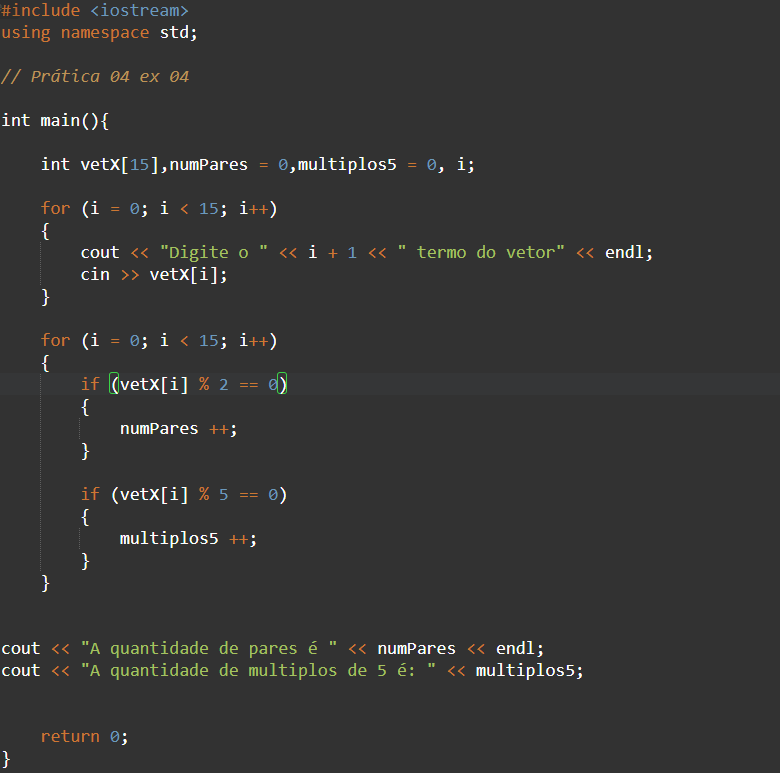 #include <iostream>
using namespace std;
// Prática 04 ex 04
int main(){
int vetX[15],numPares = 0,multiplos5 = 0, i;
for (i = 0; i < 15; i++)
{
cout << "Digite o " << i + 1 << " termo do vetor" << endl;
cin >> vetX[i];
}
for (i = 0; i < 15; i++)
{
if (vetX[i] % 2 == 0)
{
numPares ++;
}
if (vetX[i] % 5 == 0)
{
multiplos5 ++;
}
}
cout << "A quantidade de pares é " << numPares << endl;
cout << "A quantidade de multiplos de 5 é: " << multiplos5;
return 0;
}